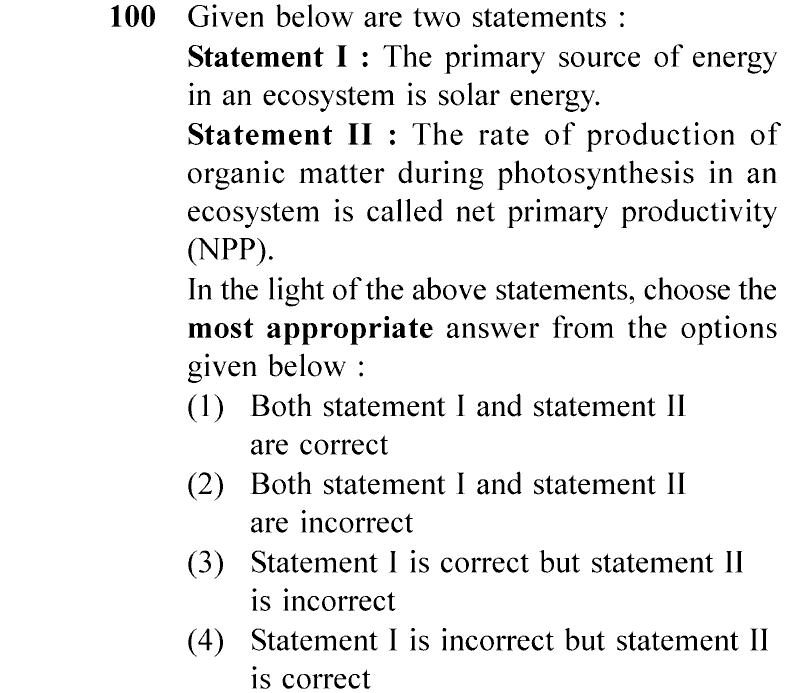 100 Given below are two statements :
Statement I : The primary source of energy
in an ecosystem is solar energy.
Statement II : The rate of production of
organic matter during photosynthesis in an
ecosystem is called net primary productivity
(NPP).
In the light of the above statements, choose the
most appropriate answer from the options
given below :
(1) Both statement I and statement II
are correct
(2) Both statement I and statement II
are incorrect
(3) Statement I is correct but statement II
is incorrect
(4) Statement I is incorrect but statement II
is correct